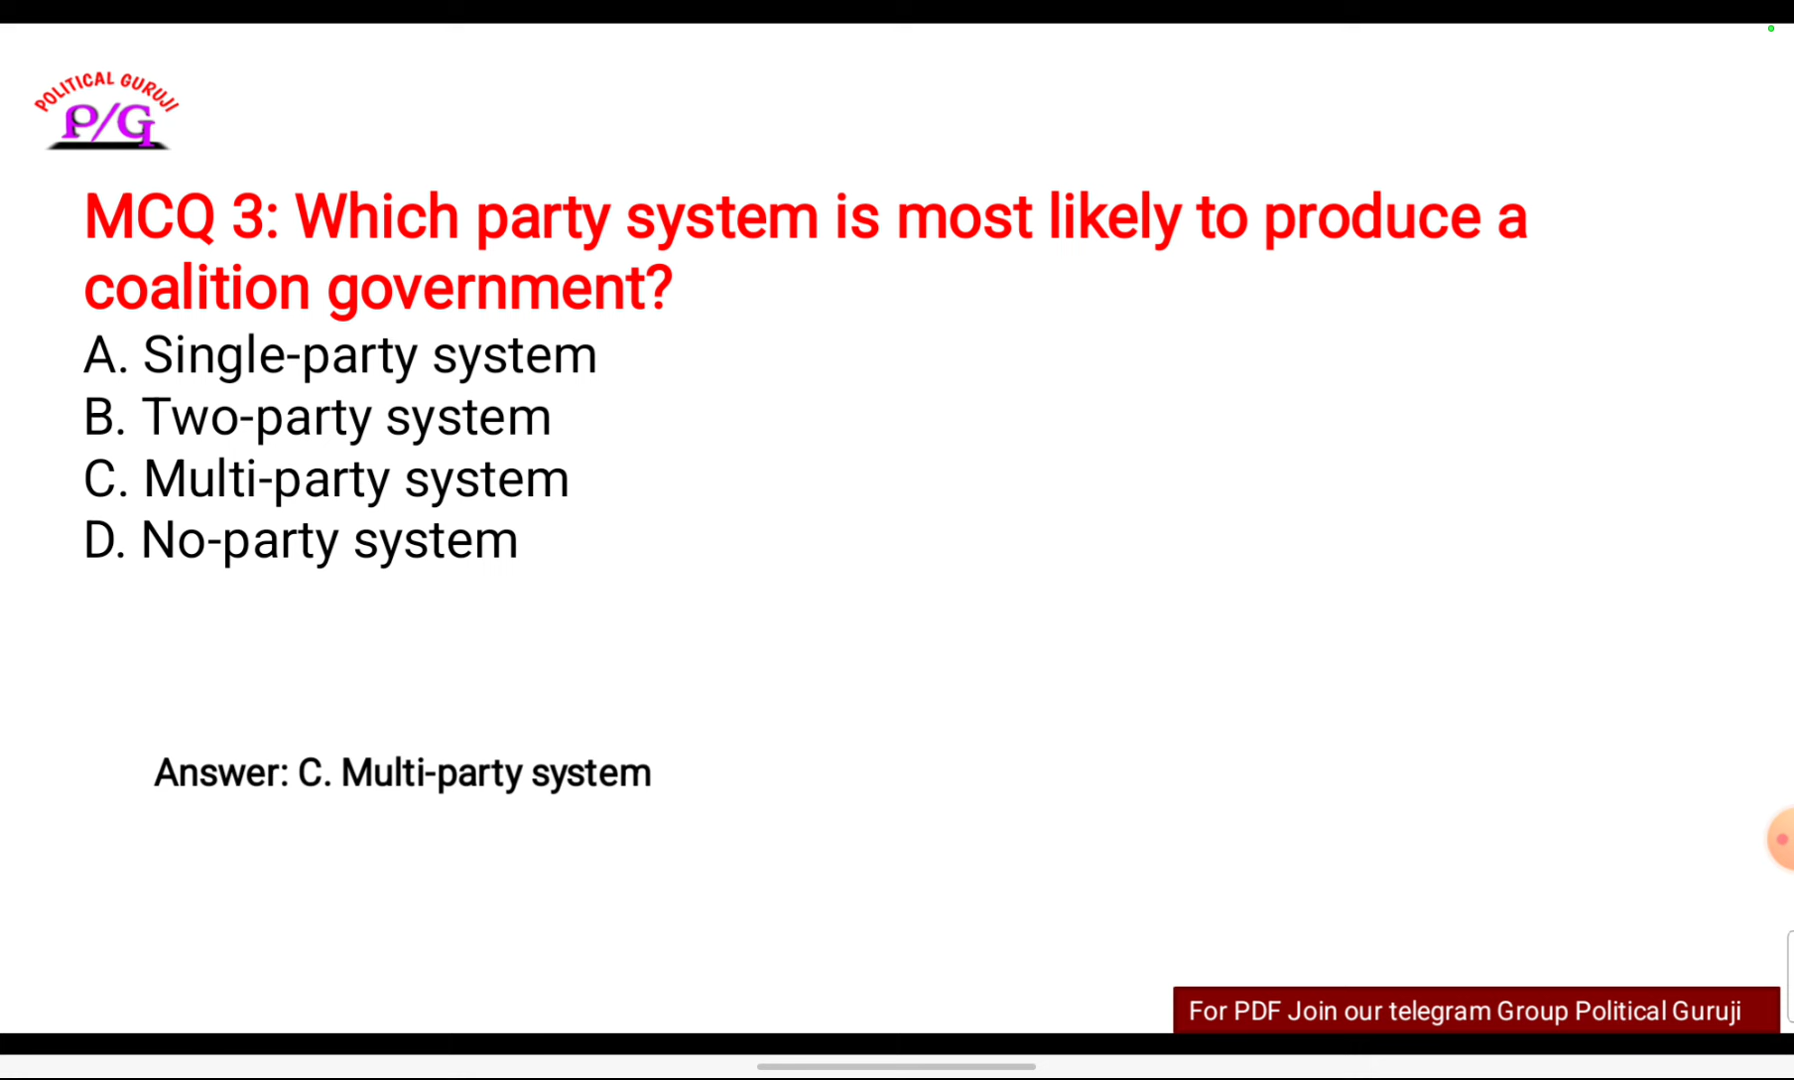 POLITICAL GURUJI
P/G
MCQ 3: Which party system is most likely to produce a
coalition government?
A. Single-party system
B. Two-party system
C. Multi-party system
D. No-party system
Answer: C. Multi-party system
For PDF Join our telegram Group Political Guruji